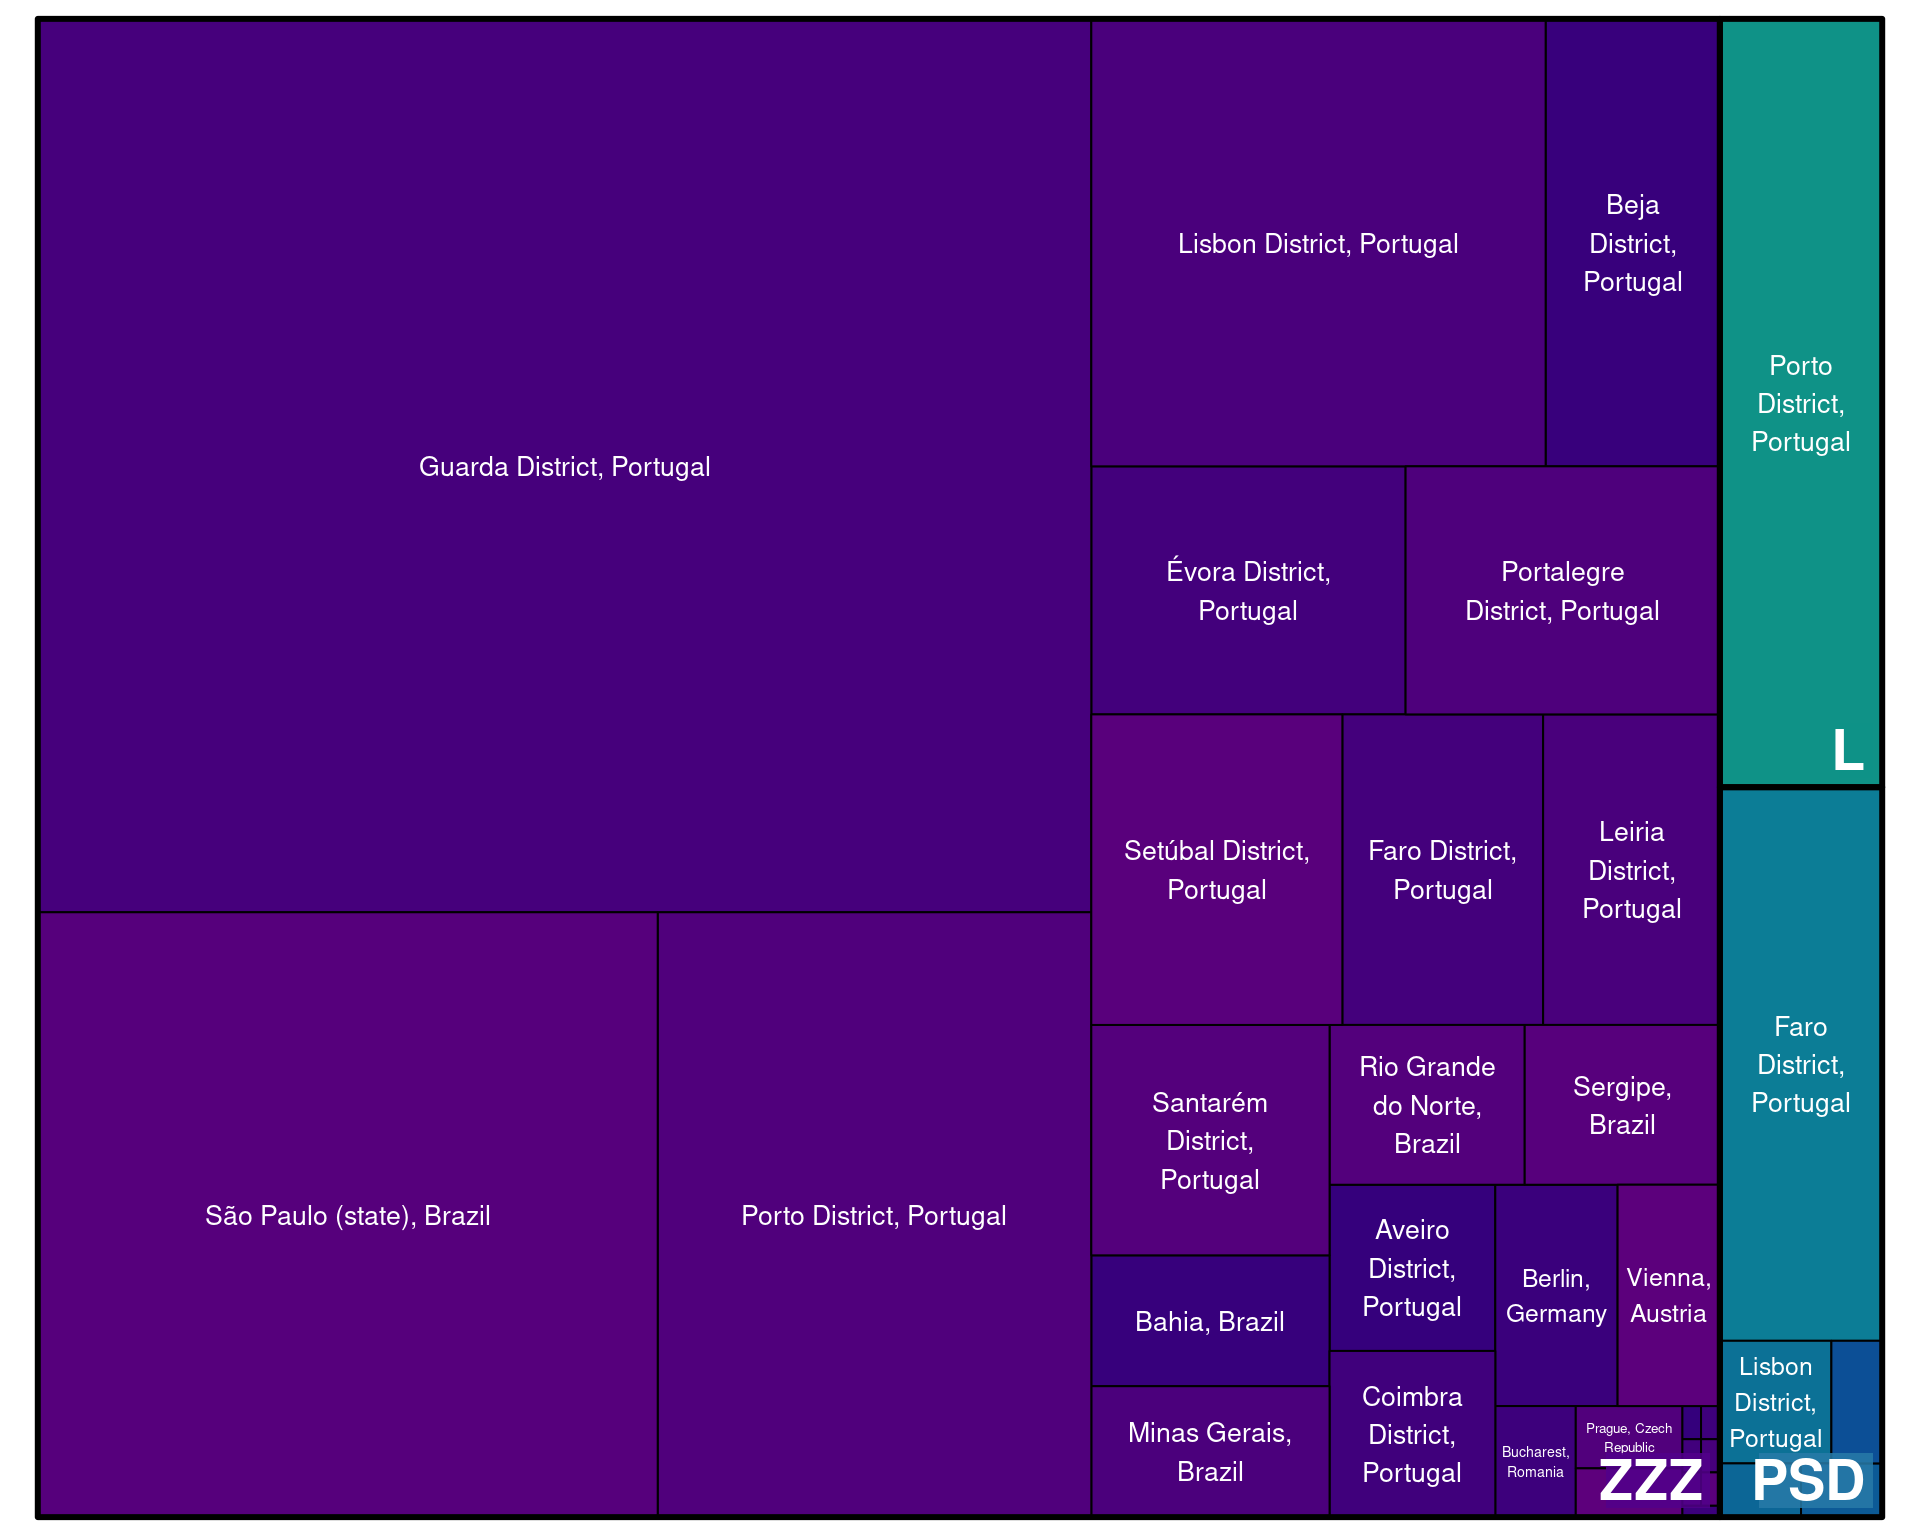 Guarda District, Portugal
São Paulo (state), Brazil
Porto District, Portugal
Lisbon District, Portugal
Beja
District,
Portugal
Évora District,
Portugal
Portalegre
District, Portugal
Setúbal District,
Portugal
Faro District,
Portugal
Leiria
District,
Portugal
Santarém
District,
Portugal
Rio Grande
do Norte,
Brazil
Sergipe,
Brazil
Bahia, Brazil
Minas Gerais,
Brazil
Aveiro
District,
Portugal
Coimbra
District,
Portugal
Berlin,
Germany
Vienna,
Austria
Bucharest,
Romania
Prague, Czech
Republic
ZZZ
Porto
District,
Portugal
L
Faro
District,
Portugal
Lisbon
District,
Portugal
PSD